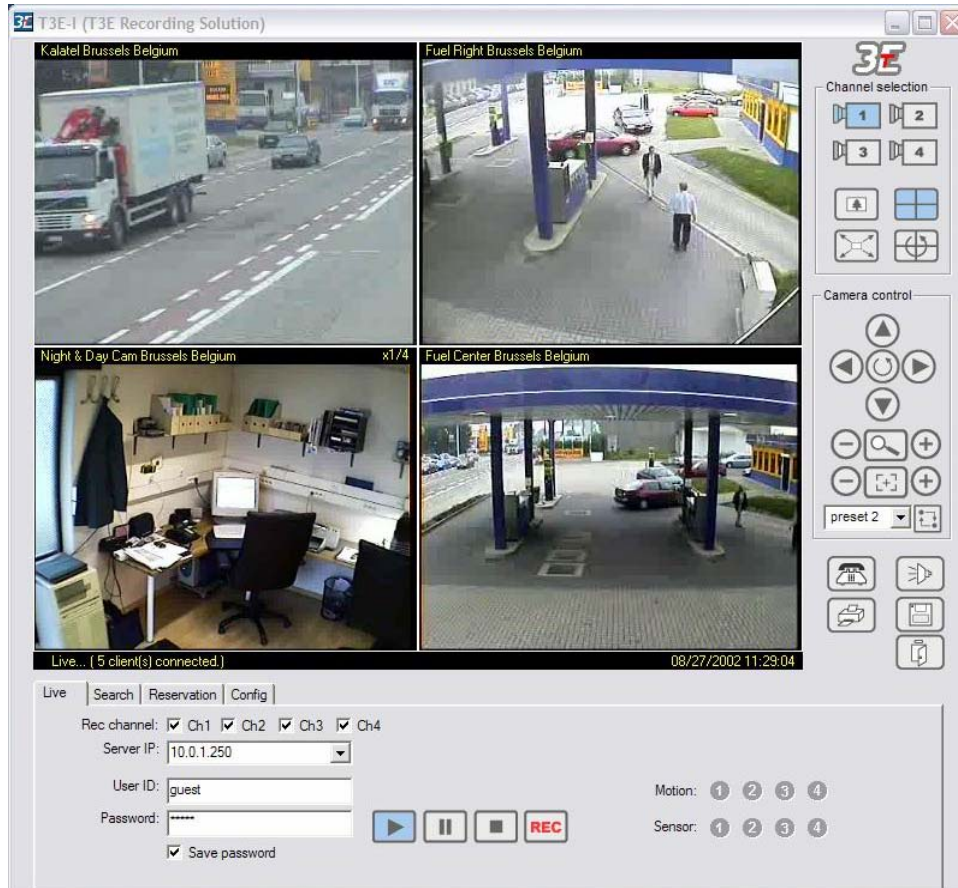 3E T3E-I (T3E Recording Solution)
Kalatel Brussels Belgium
Fuel Right Brussels Belgium
3TE
Channel selection
1 2
3 4
Night & Day Cam Brussels Belgium x1/4
Fuel Center Brussels Belgium
Camera control
preset 2
Live... ( 5 client(s) connected.) 08/27/2002 11:29:04
Live Search Reservation Config
Rec channel: Ch1 Ch2 Ch3 Ch4
Server IP: 10.0.1.250
User ID: guest
Password: *****
REC
Save password
Motion: 1 2 3 4
Sensor: 1 2 3 4